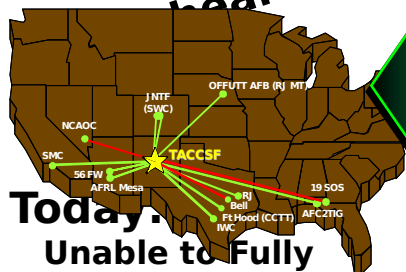 OFFUTT AFB (RJ MT)
JNTF
(SWC)
NCAOC
TACCSF
SMC
56 FW
AFRL Mesa
19 SOS
RJ
Bell
AFC2TIG
Ft Hood (CCTT)
IWC
Today:
Unable to Fully